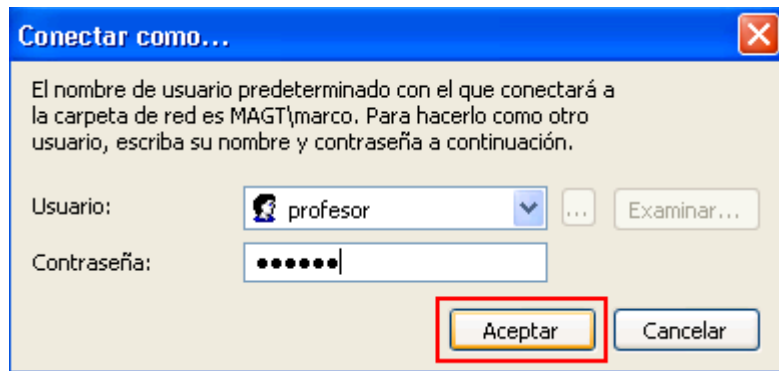 Conectar como...
El nombre de usuario predeterminado con el que conectará a
la carpeta de red es MAGT\marco. Para hacerlo como otro
usuario, escriba su nombre y contraseña a continuación.
Usuario: profesor ... Examinar...
Contraseña: ●●●●●●
Aceptar Cancelar